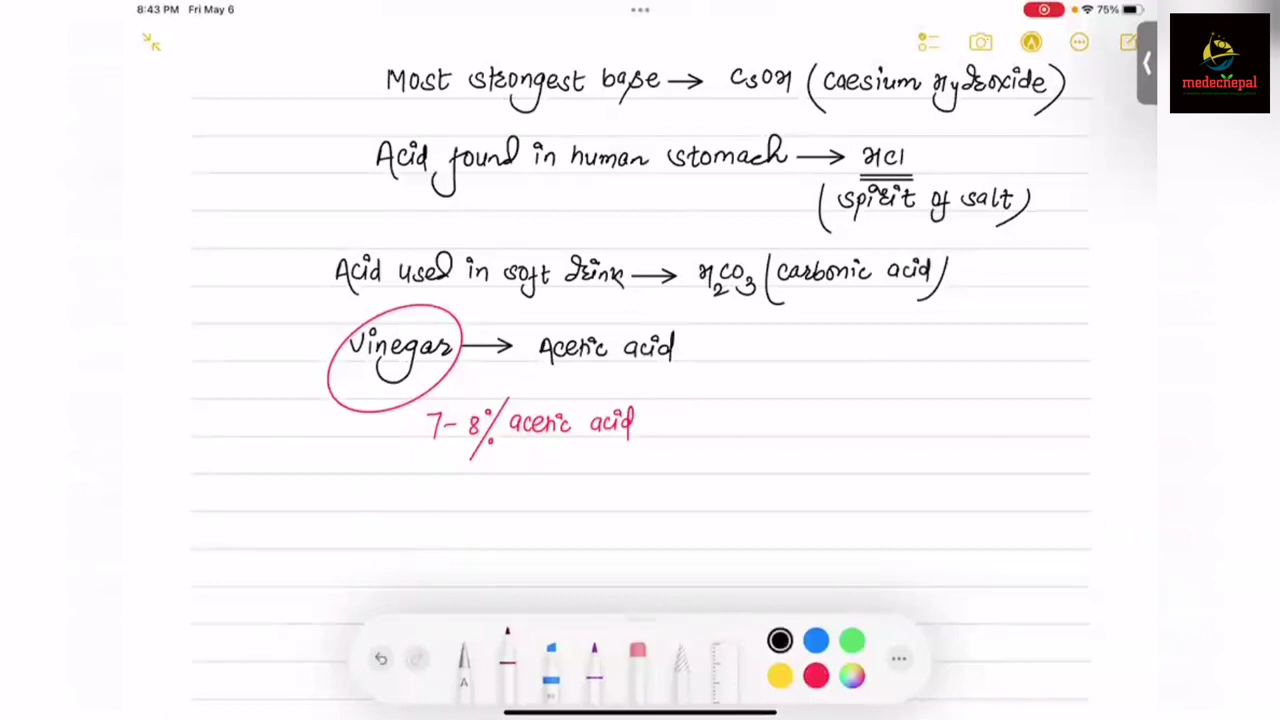 8:43 PM Fri May 6
75%
medecnepal
Most strongest base → CsOH (Caesium Hydroxide)
Acid found in human stomach → HCl
(spirit of salt)
Acid used in soft drink → H2CO3 (carbonic acid)
Vinegar → Acetic acid
7-8% acetic acid
A